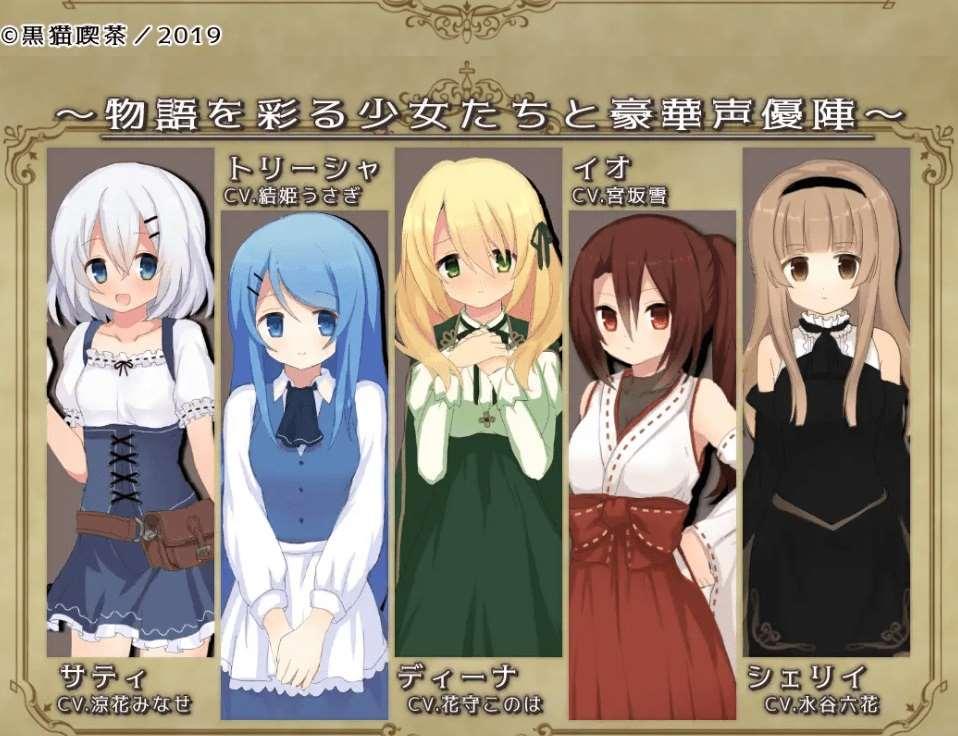 ©黒猫喫茶／2019
～物語を彩る少女たちと豪華声優陣～
トリーシャ
CV.結姫うさぎ
イオ
CV.宮坂雪
サティ
CV.涼花みなせ
ディーナ
CV.花守このは
シェリイ
CV.水谷六花